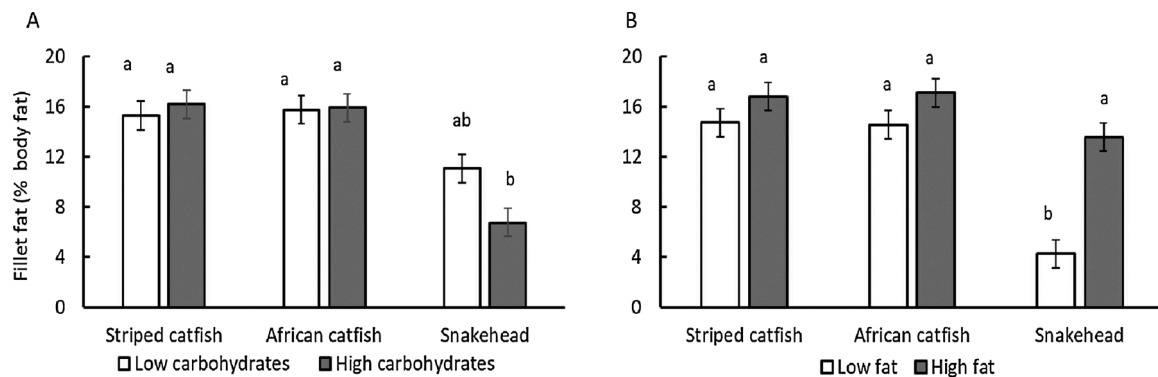 A
20
16
12
8
4
0
Fillet fat (% body fat)
a a
a a
ab
b
Striped catfish African catfish Snakehead
Low carbohydrates High carbohydrates
B
20
16
12
8
4
0
a a
a a
b
a
Striped catfish African catfish Snakehead
Low fat High fat